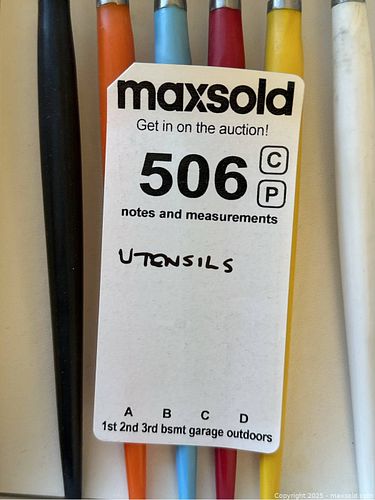 maxsold
Get in on the auction!
506 C
P
notes and measurements
UTENSILS
A B C D
1st 2nd 3rd bsmt garage outdoors
Copyright 2025 - maxsold.com